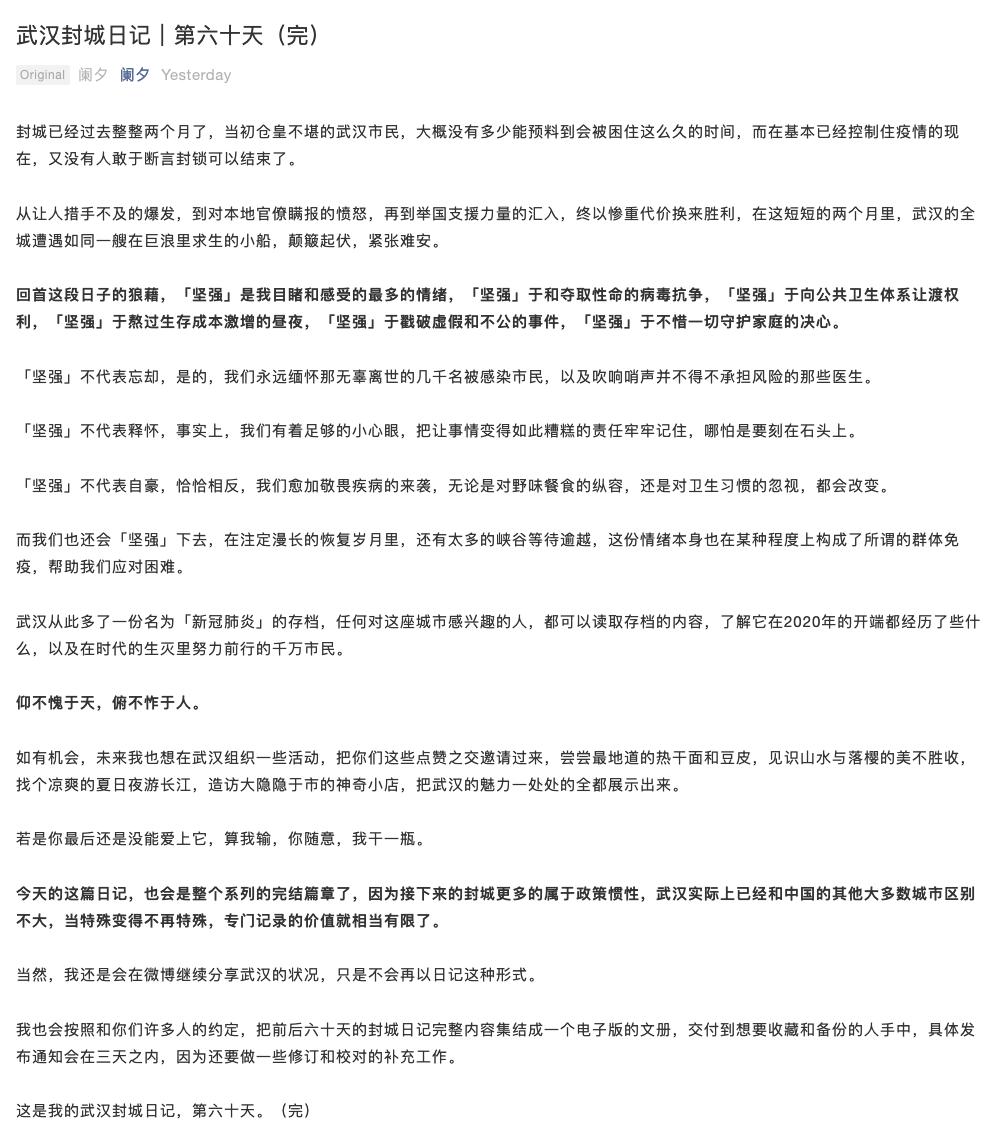 武汉封城日记｜第六十天（完）
Original 阑夕 阑夕 Yesterday
封城已经过去整整两个月了，当初仓皇不堪的武汉市民，大概没有多少能预料到会被困住这么久的时间，而在基本已经控制住疫情的现
在，又没有人敢于断言封锁可以结束了。
从让人措手不及的爆发，到对本地官僚瞒报的愤怒，再到举国支援力量的汇入，终以惨重代价换来胜利，在这短短的两个月里，武汉的全
城遭遇如同一艘在巨浪里求生的小船，颠簸起伏，紧张难安。
回首这段日子的狼藉，「坚强」是我目睹和感受的最多的情绪，「坚强」于和夺取性命的病毒抗争，「坚强」于向公共卫生体系让渡权
利，「坚强」于熬过生存成本激增的昼夜，「坚强」于戳破虚假和不公的事件，「坚强」于不惜一切守护家庭的决心。
「坚强」不代表忘却，是的，我们永远缅怀那无辜离世的几千名被感染市民，以及吹响哨声并不得不承担风险的那些医生。
「坚强」不代表释怀，事实上，我们有着足够的小心眼，把让事情变得如此糟糕的责任牢牢记住，哪怕是要刻在石头上。
「坚强」不代表自豪，恰恰相反，我们愈加敬畏疾病的来袭，无论是对野味餐食的纵容，还是对卫生习惯的忽视，都会改变。
而我们也还会「坚强」下去，在注定漫长的恢复岁月里，还有太多的峡谷等待逾越，这份情绪本身也在某种程度上构成了所谓的群体免
疫，帮助我们应对困难。
武汉从此多了一份名为「新冠肺炎」的存档，任何对这座城市感兴趣的人，都可以读取存档的内容，了解它在2020年的开端都经历了些什
么，以及在时代的生灭里努力前行的千万市民。
仰不愧于天，俯不怍于人。
如有机会，未来我也想在武汉组织一些活动，把你们这些点赞之交邀请过来，尝尝最地道的热干面和豆皮，见识山水与落樱的美不胜收，
找个凉爽的夏日夜游长江，造访大隐隐于市的神奇小店，把武汉的魅力一处处的全都展示出来。
若是你最后还是没能爱上它，算我输，你随意，我干一瓶。
今天的这篇日记，也会是整个系列的完结篇章了，因为接下来的封城更多的属于政策惯性，武汉实际上已经和中国的其他大多数城市区别
不大，当特殊变得不再特殊，专门记录的价值就相当有限了。
当然，我还是会在微博继续分享武汉的状况，只是不会再以日记这种形式。
我也会按照和你们许多人的约定，把前后六十天的封城日记完整内容集结成一个电子版的文册，交付到想要收藏和备份的人手中，具体发
布通知会在三天之内，因为还要做一些修订和校对的补充工作。
这是我的武汉封城日记，第六十天。（完）